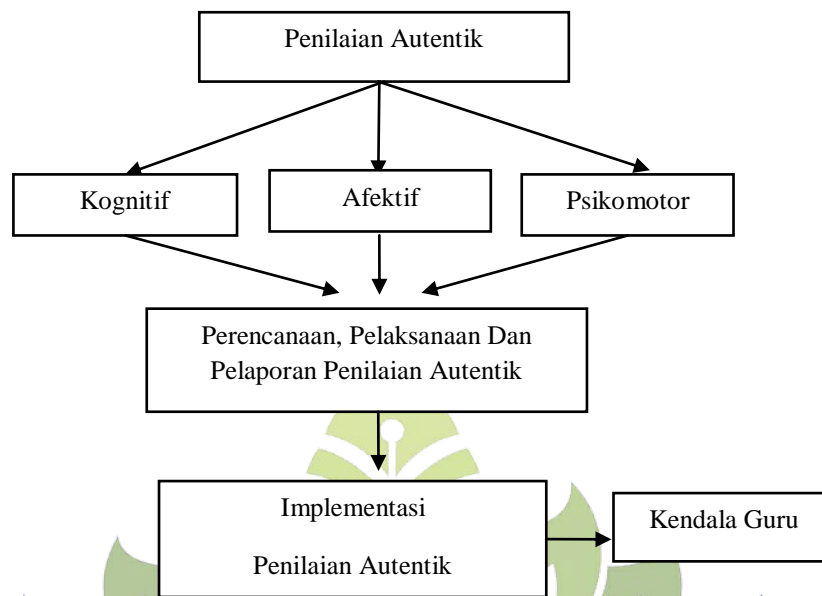 Penilaian Autentik
Kognitif
Afektif
Psikomotor
Perencanaan, Pelaksanaan Dan
Pelaporan Penilaian Autentik
Implementasi
Penilaian Autentik
Kendala Guru